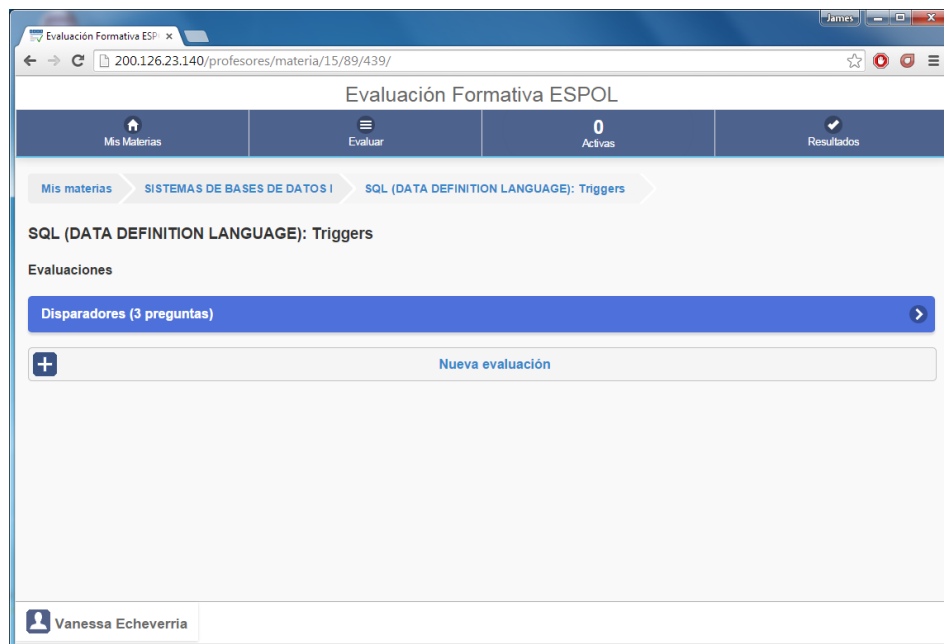 James
Evaluación Formativa ESP
200.126.23.140/profesores/materia/15/89/439/
Evaluación Formativa ESPOL
Mis Materias
Evaluar
0
Activas
Resultados
Mis materias
SISTEMAS DE BASES DE DATOS I
SQL (DATA DEFINITION LANGUAGE): Triggers
SQL (DATA DEFINITION LANGUAGE): Triggers
Evaluaciones
Disparadores (3 preguntas)
Nueva evaluación
Vanessa Echeverria